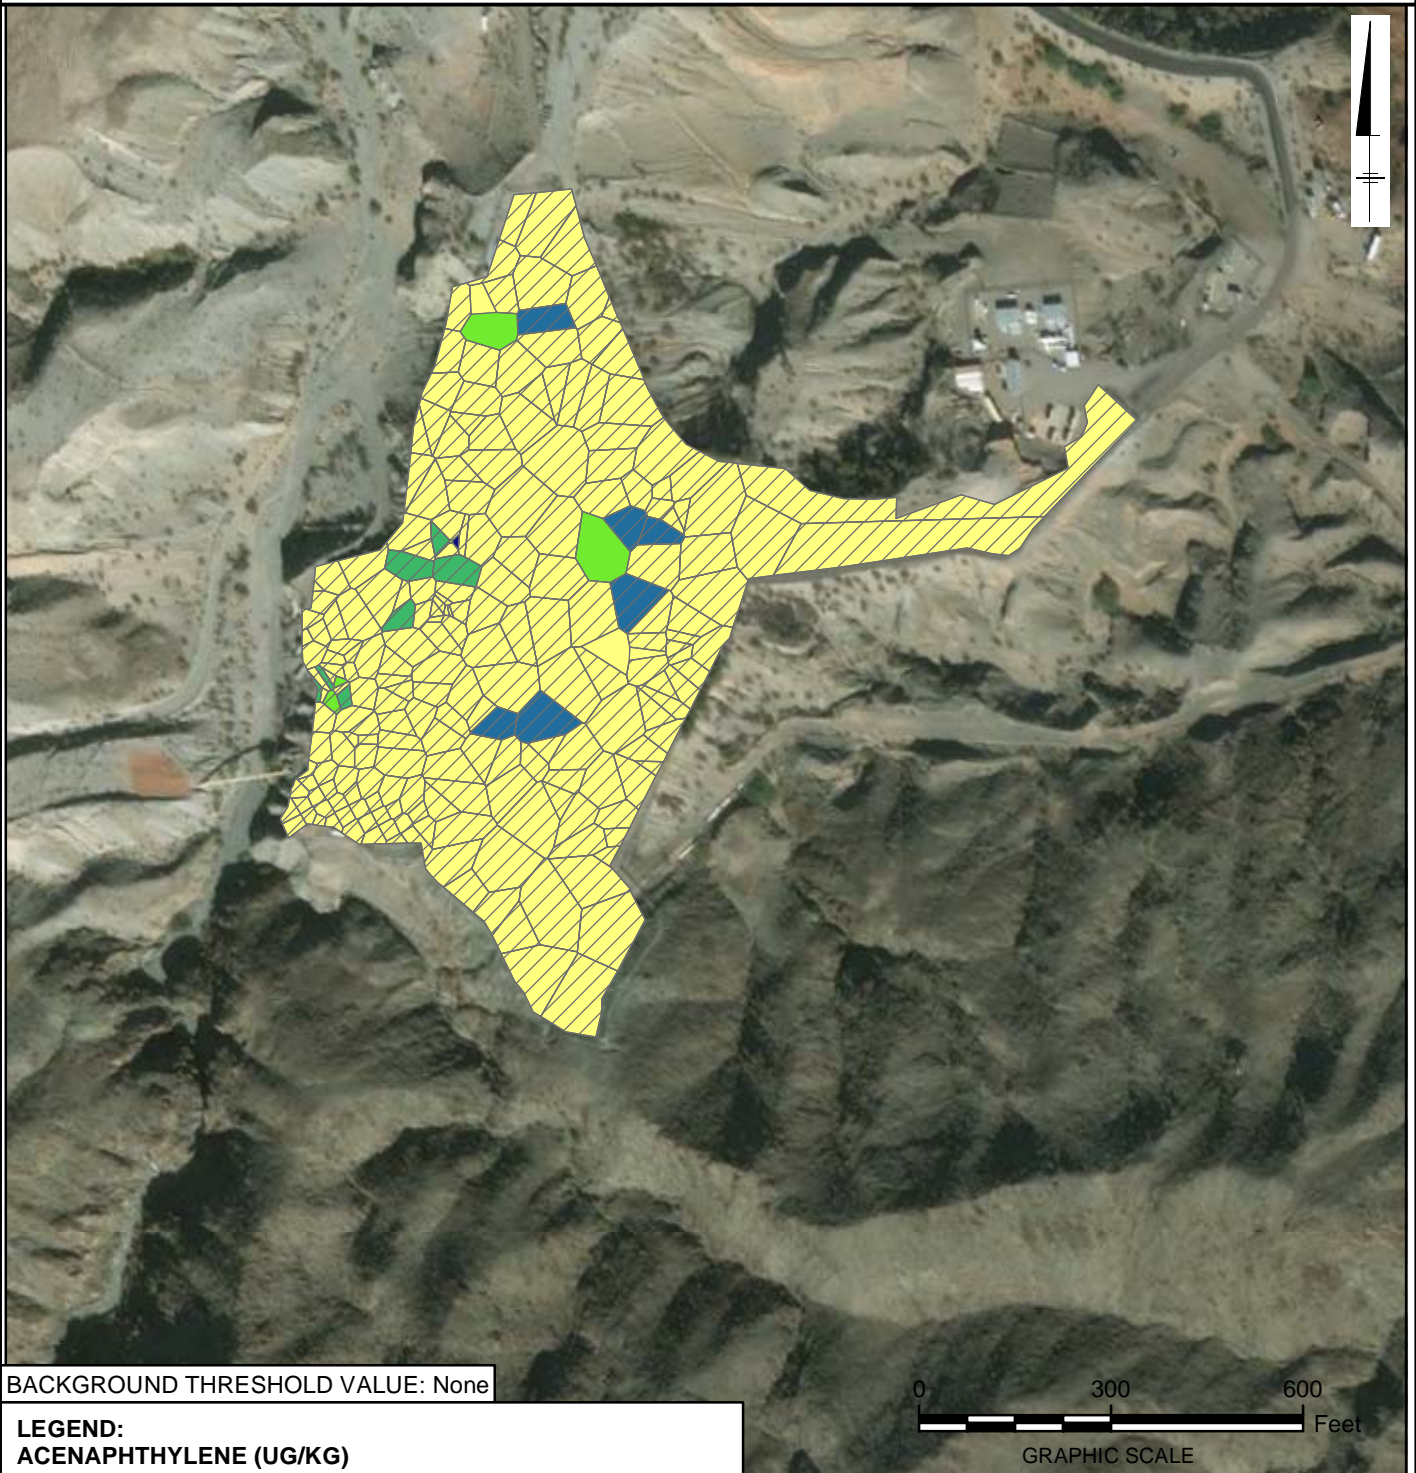 BACKGROUND THRESHOLD VALUE: None
LEGEND:
ACENAPHTHYLENE (UG/KG)
0 300 600
Feet
GRAPHIC SCALE